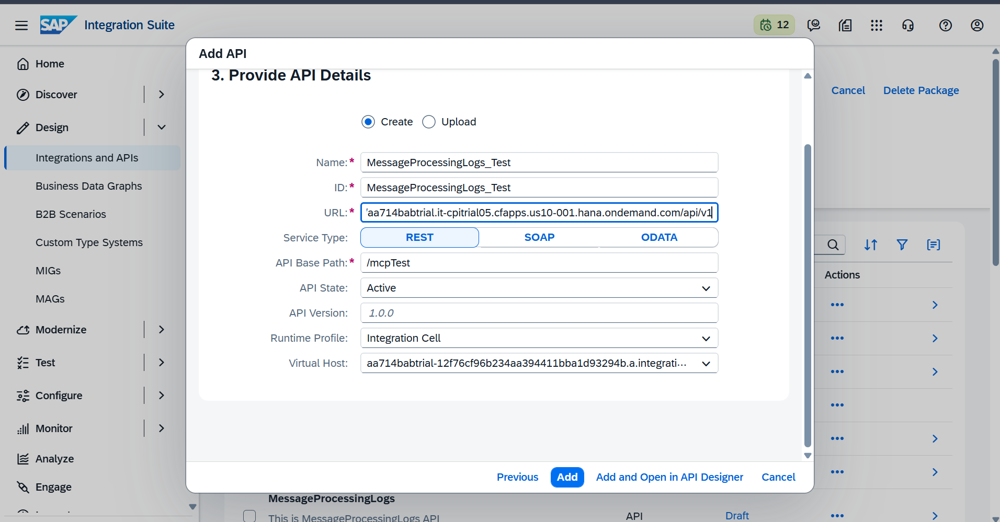 SAP Integration Suite
12
Home
Discover
Design
Integrations and APIs
Business Data Graphs
B2B Scenarios
Custom Type Systems
MIGs
MAGs
Modernize
Test
Configure
Monitor
Analyze
Engage
Add API
3. Provide API Details
Create Upload
Name:* MessageProcessingLogs_Test
ID:* MessageProcessingLogs_Test
URL:* /aa714babtrial.it-cpitrial05.cfapps.us10-001.hana.ondemand.com/api/v1
Service Type: REST SOAP ODATA
API Base Path:* /mcpTest
API State: Active
API Version: 1.0.0
Runtime Profile: Integration Cell
Virtual Host: aa714babtrial-12f76cf96b234aa394411bba1d93294b.a.integrati...
Previous Add Add and Open in API Designer Cancel
Cancel Delete Package
Actions
MessageProcessingLogs
This is MessageProcessingLogs API
API Draft